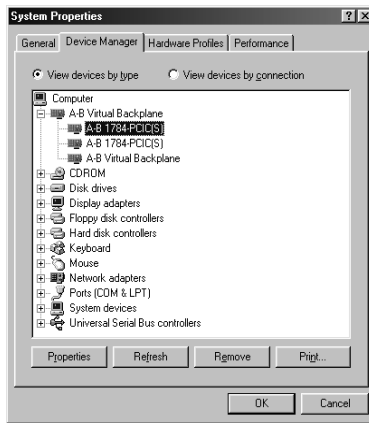 System Properties
General Device Manager Hardware Profiles Performance
View devices by type View devices by connection
Computer
A-B Virtual Backplane
A-B 1784-PCIC(S)
A-B 1784-PCIC(S)
A-B Virtual Backplane
CDROM
Disk drives
Display adapters
Floppy disk controllers
Hard disk controllers
Keyboard
Mouse
Network adapters
Ports (COM & LPT)
System devices
Universal Serial Bus controllers
Properties Refresh Remove Print...
OK Cancel